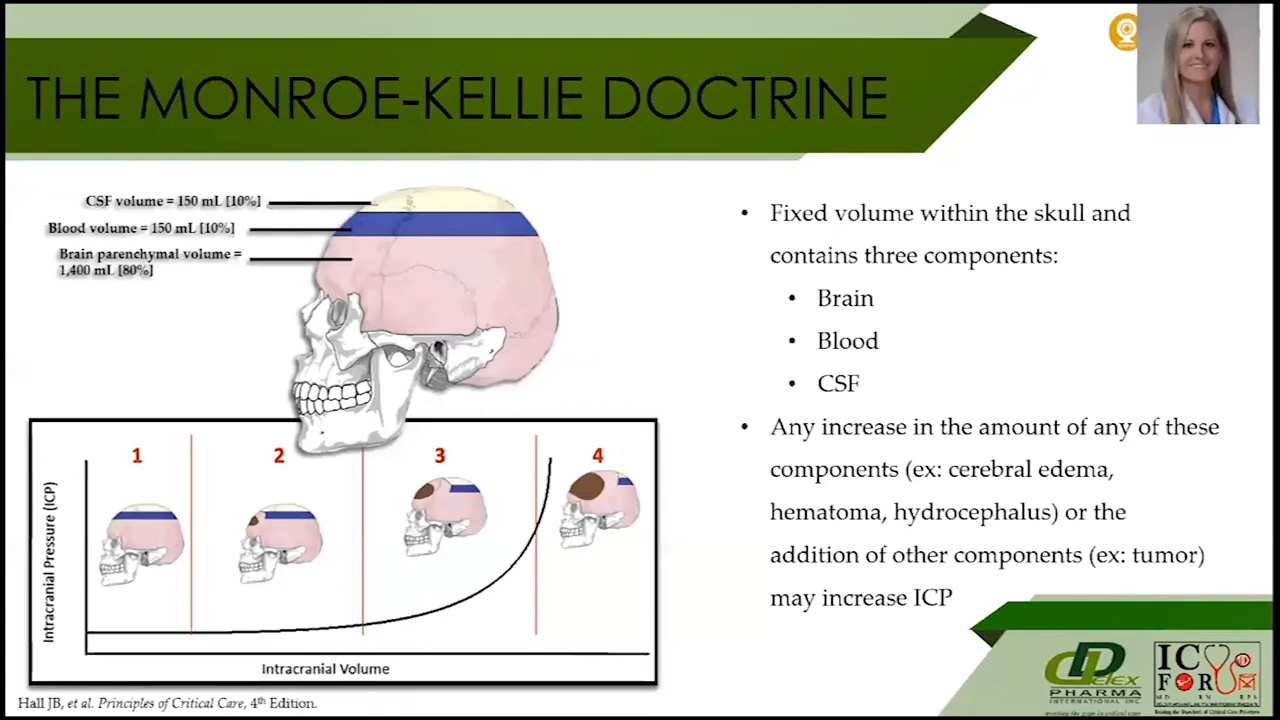 THE MONROE-KELLIE DOCTRINE
CSF volume = 150 mL [10%]
Blood volume = 150 mL [10%]
Brain parenchymal volume =
1,400 mL [80%]
1
2
3
4
Intracranial Pressure (ICP)
Intracranial Volume
Hall JB, et al. Principles of Critical Care, 4th Edition.
• Fixed volume within the skull and
contains three components:
• Brain
• Blood
• CSF
• Any increase in the amount of any of these
components (ex: cerebral edema,
hematoma, hydrocephalus) or the
addition of other components (ex: tumor)
may increase ICP
Delex
PHARMA
INTERNATIONAL INC.
IC
FOR